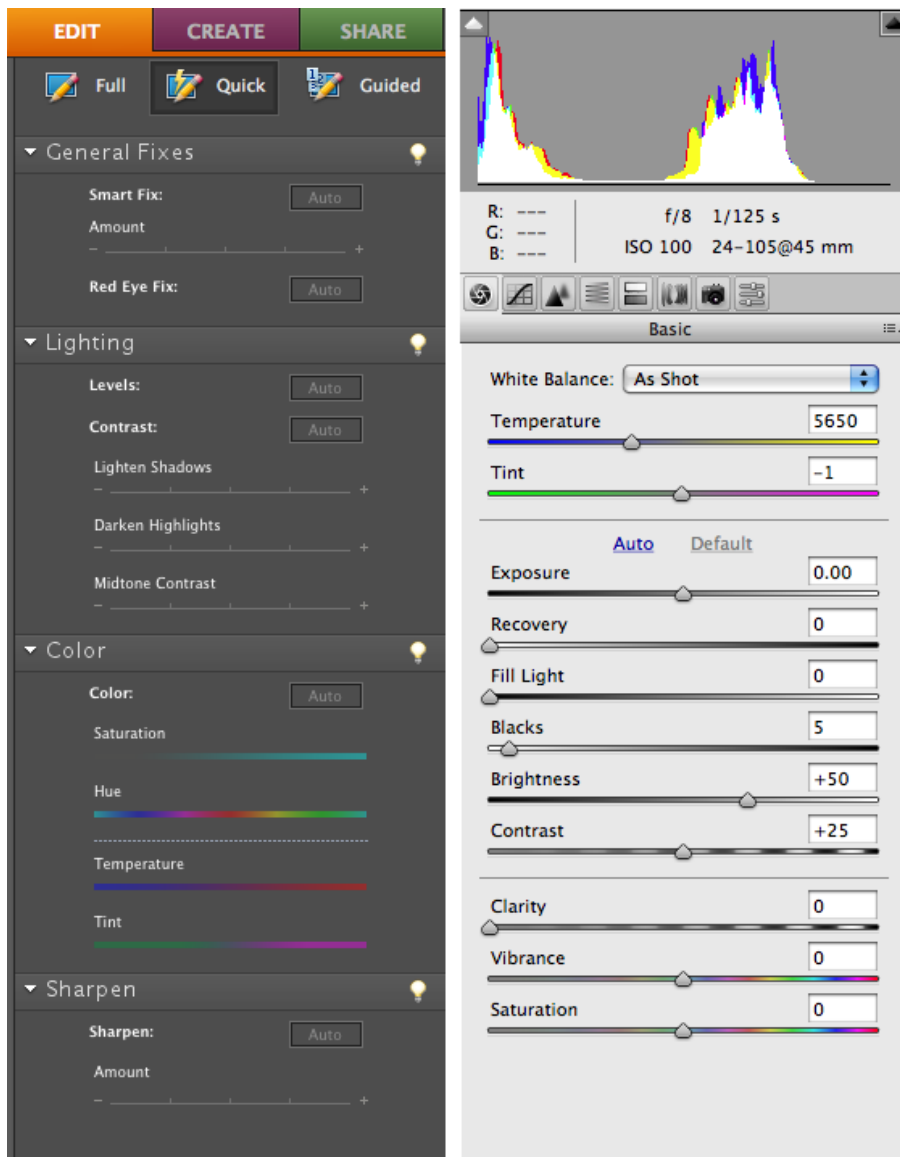 EDIT CREATE SHARE
Full Quick Guided
General Fixes
Smart Fix: Auto
Amount
- +
Red Eye Fix: Auto
Lighting
Levels: Auto
Contrast: Auto
Lighten Shadows
- +
Darken Highlights
- +
Midtone Contrast
- +
Color
Color: Auto
Saturation
Hue
Temperature
Tint
Sharpen
Sharpen: Auto
Amount
- +
R: ---
G: ---
B: ---
f/8 1/125 s
ISO 100 24-105@45 mm
Basic
White Balance: As Shot
Temperature 5650
Tint -1
Auto Default
Exposure 0.00
Recovery 0
Fill Light 0
Blacks 5
Brightness +50
Contrast +25
Clarity 0
Vibrance 0
Saturation 0